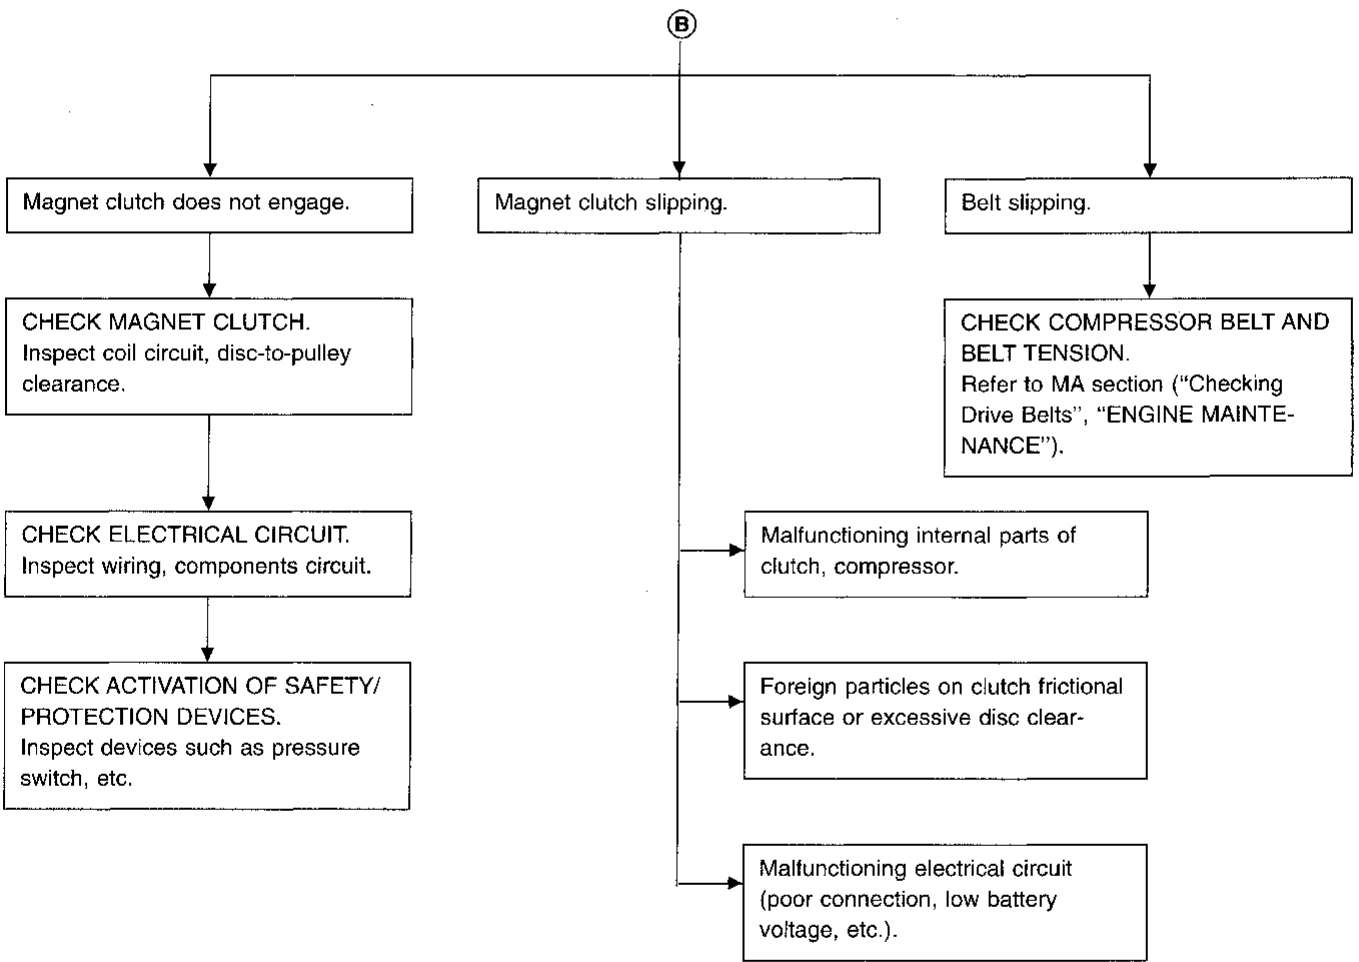 B
Magnet clutch does not engage.
CHECK MAGNET CLUTCH.
Inspect coil circuit, disc-to-pulley
clearance.
CHECK ELECTRICAL CIRCUIT.
Inspect wiring, components circuit.
CHECK ACTIVATION OF SAFETY/
PROTECTION DEVICES.
Inspect devices such as pressure
switch, etc.
Magnet clutch slipping.
Malfunctioning internal parts of
clutch, compressor.
Foreign particles on clutch frictional
surface or excessive disc clear-
ance.
Malfunctioning electrical circuit
(poor connection, low battery
voltage, etc.).
Belt slipping.
CHECK COMPRESSOR BELT AND
BELT TENSION.
Refer to MA section (“Checking
Drive Belts”, “ENGINE MAINTE-
NANCE”).